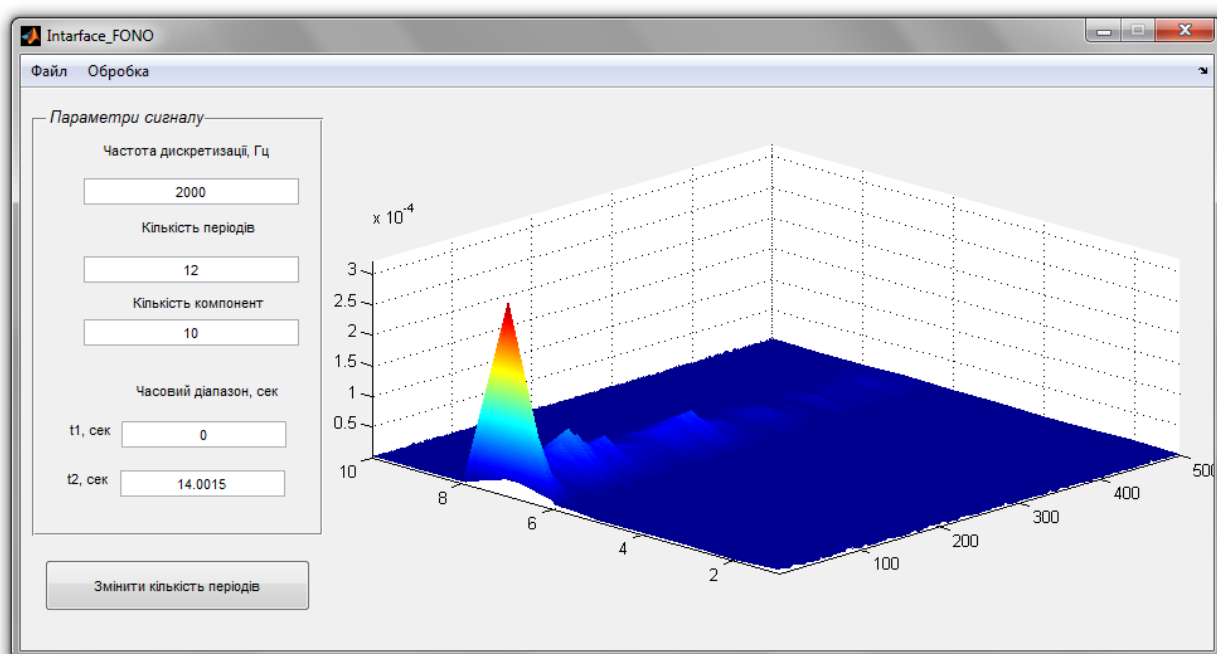 Intarface_FONO
Файл Обробка
Параметри сигналу
Частота дискретизації, Гц
2000
Кількість періодів
12
Кількість компонент
10
Часовий діапазон, сек
t1, сек 0
t2, сек 14.0015
Змінити кількість періодів
x 10-4
3
2.5
2
1.5
1
0.5
10
8
6
4
2
100
200
300
400
500